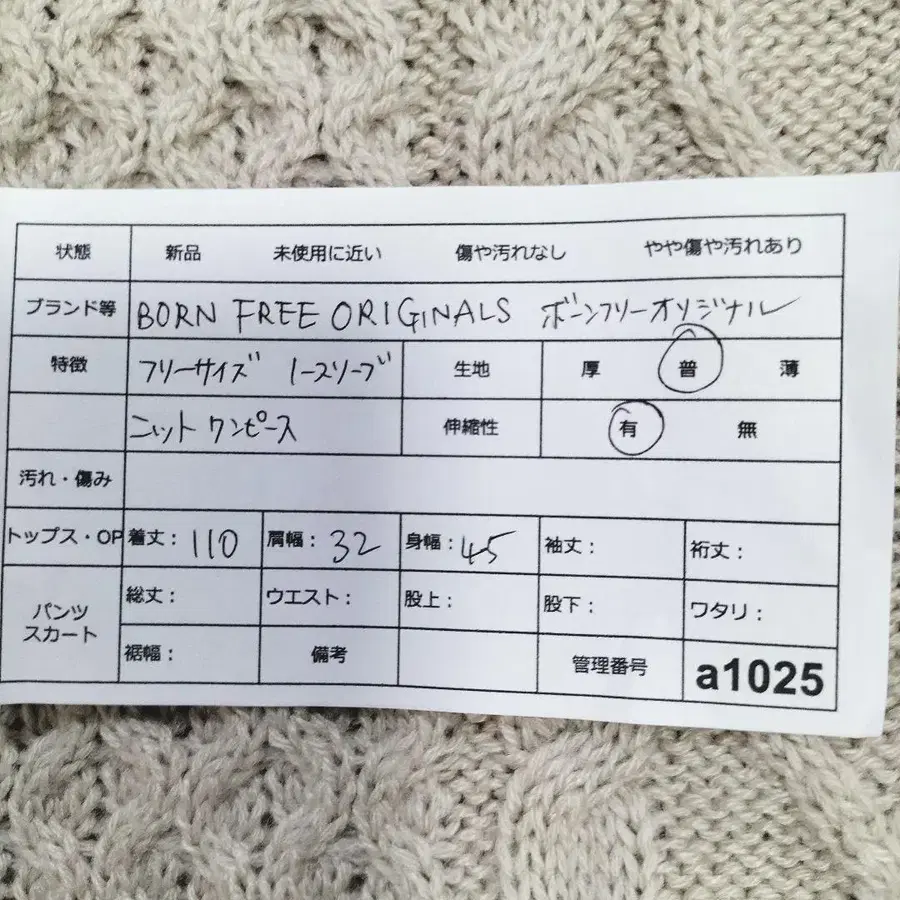 状態 新品 未使用に近い 傷や汚れなし やや傷や汚れあり
ブランド等 BORN FREE ORIGINALS ボーンフリーオリジナル
特徴 フリーサイズ ノースリーブ 生地 厚 普 薄
ニット ワンピース 伸縮性 有 無
汚れ・傷み
トップス・OP 着丈: 110 肩幅: 32 身幅: 45 袖丈: 裄丈:
パンツ スカート 総丈: ウエスト: 股上: 股下: ワタリ:
裾幅: 備考 管理番号 a1025